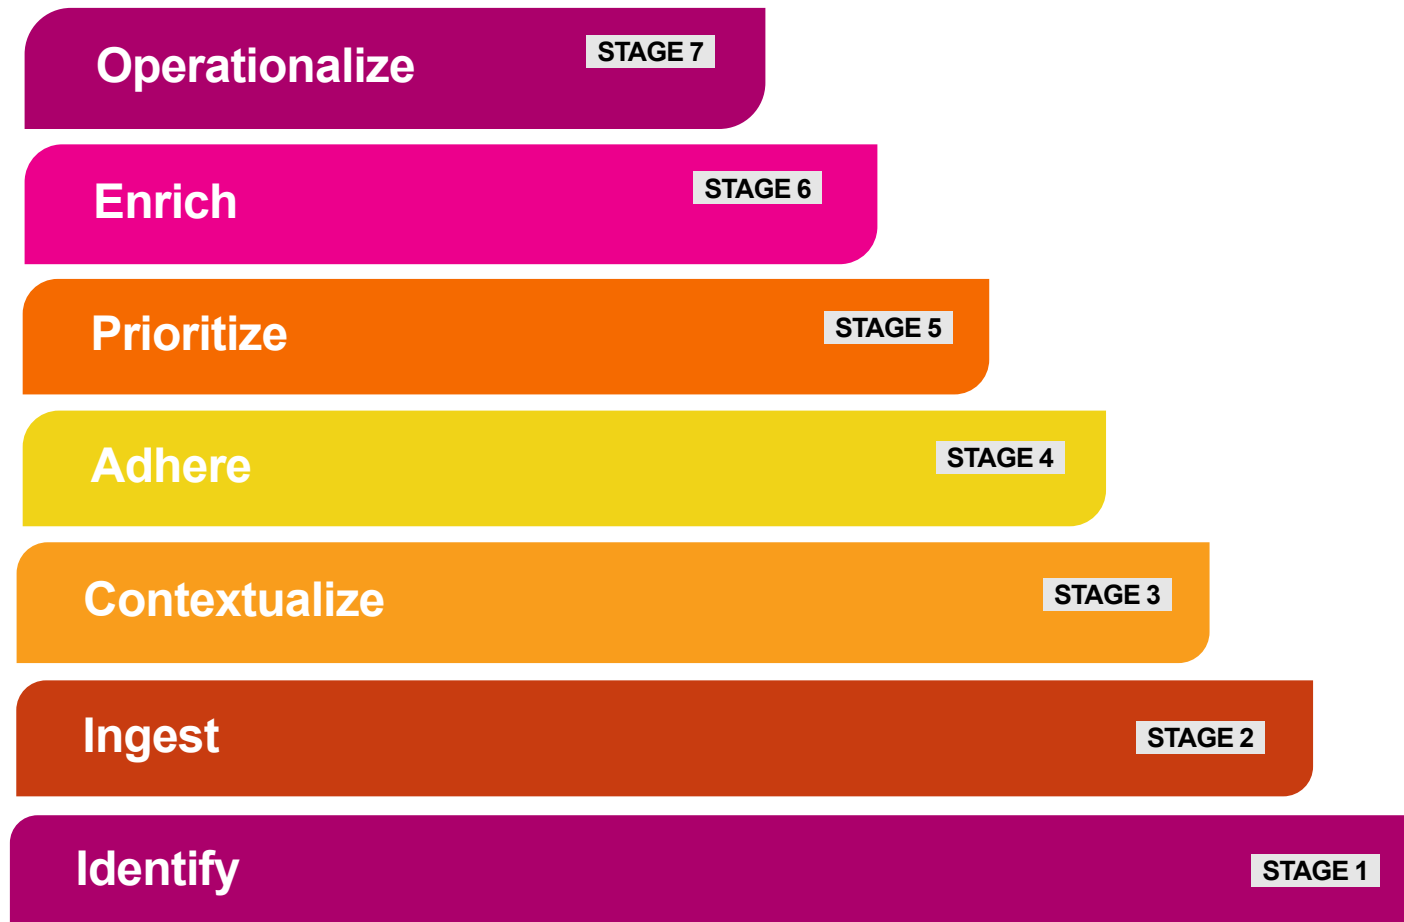 Operationalize STAGE 7
Enrich STAGE 6
Prioritize STAGE 5
Adhere STAGE 4
Contextualize STAGE 3
Ingest STAGE 2
Identify STAGE 1